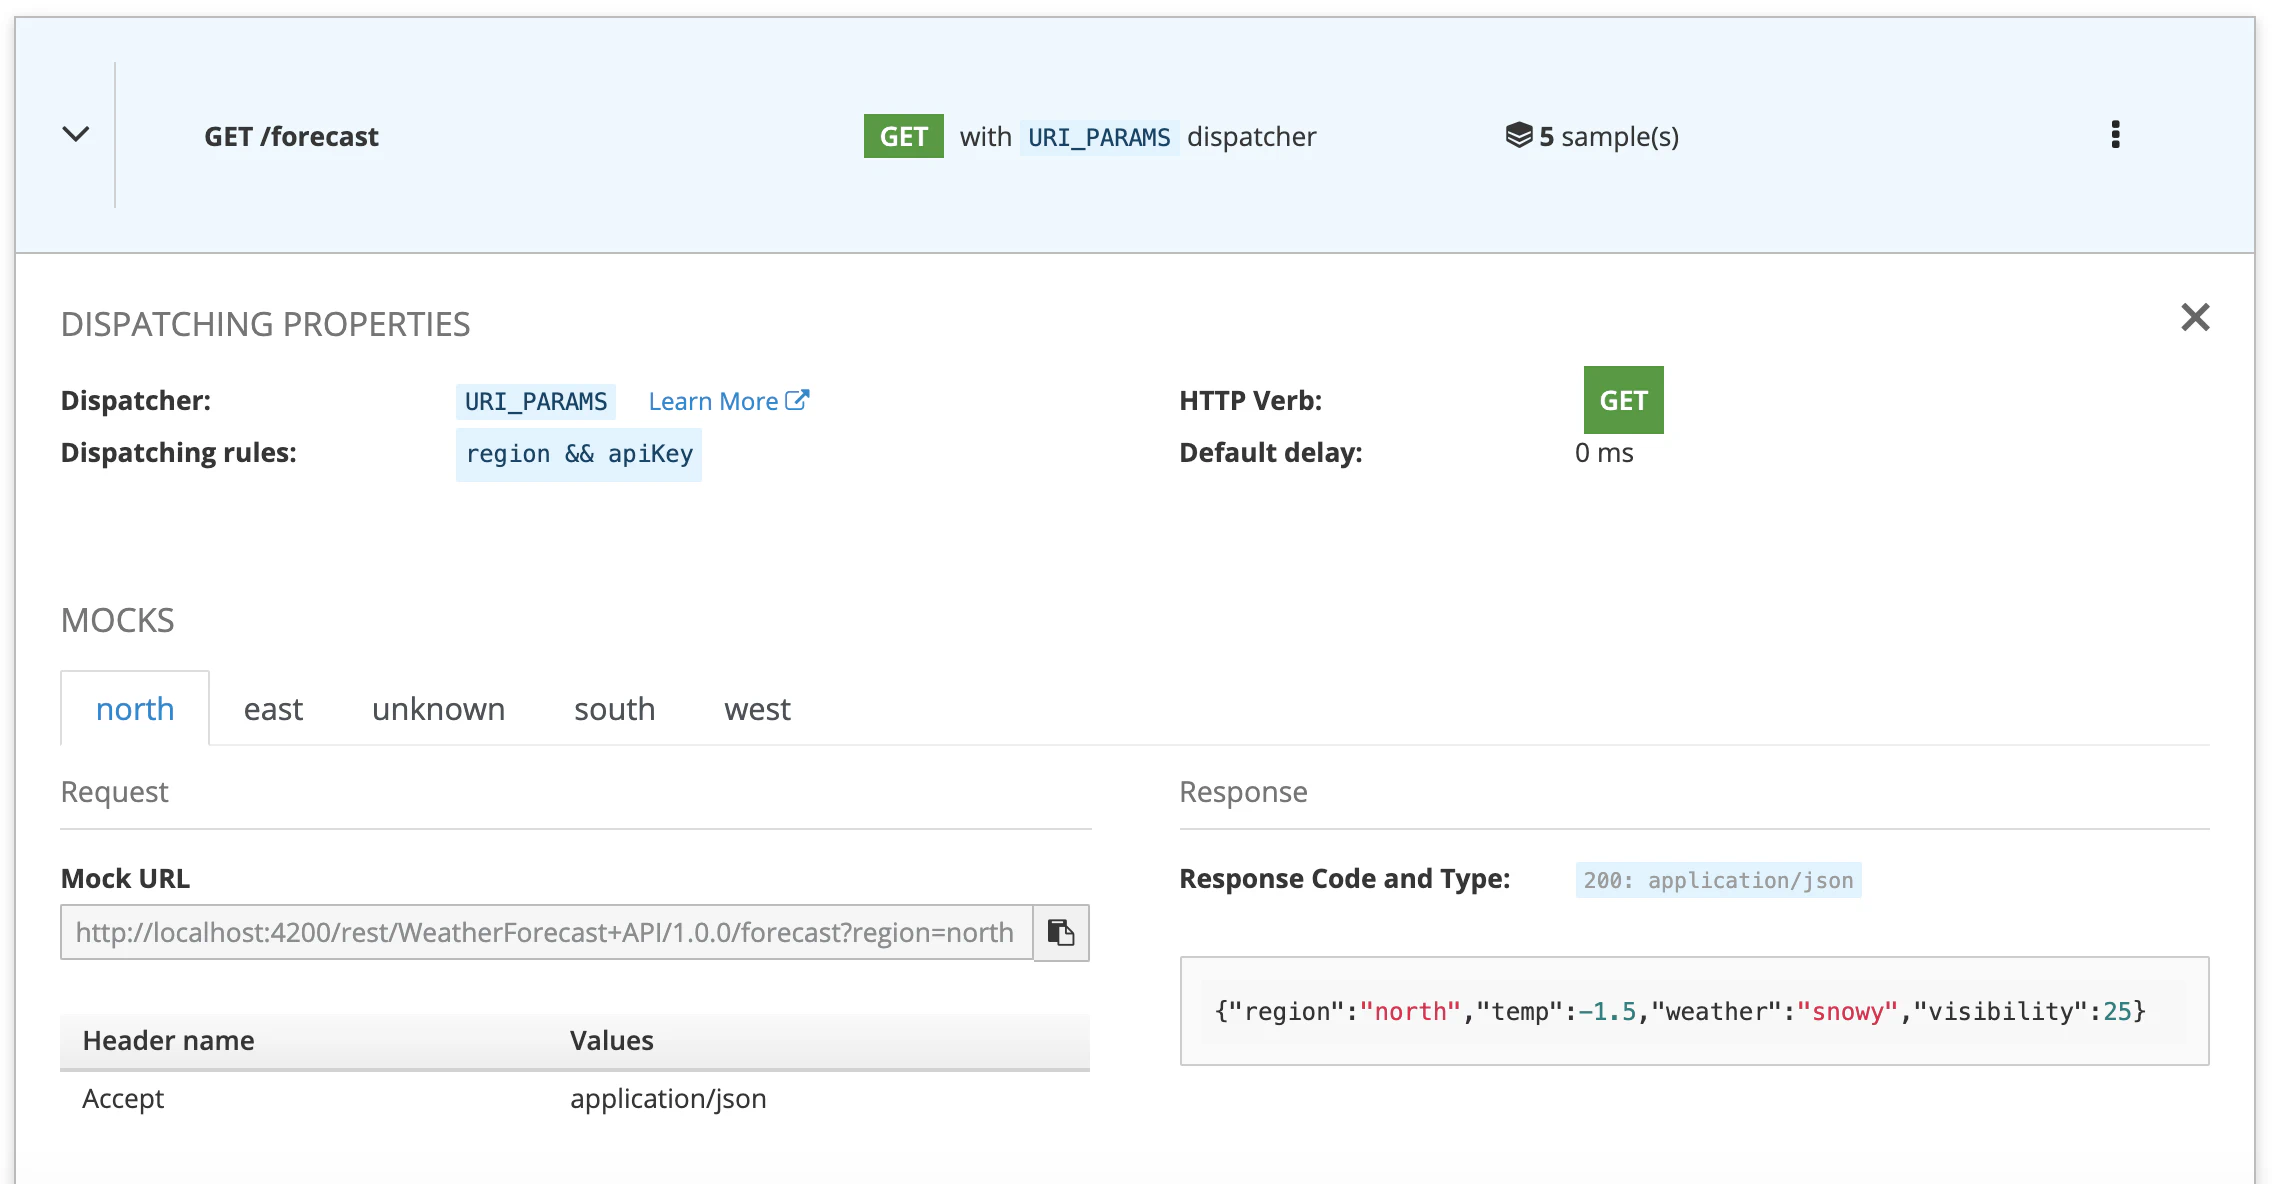 GET /forecast
GET with URI_PARAMS dispatcher
5 sample(s)
DISPATCHING PROPERTIES
Dispatcher: URI_PARAMS Learn More
HTTP Verb: GET
Dispatching rules: region && apiKey
Default delay: 0 ms
MOCKS
north east unknown south west
Request
Response
Mock URL
Response Code and Type: 200: application/json
http://localhost:4200/rest/WeatherForecast+API/1.0.0/forecast?region=north
{"region":"north","temp":-1.5,"weather":"snowy","visibility":25}
Header name Values
Accept application/json